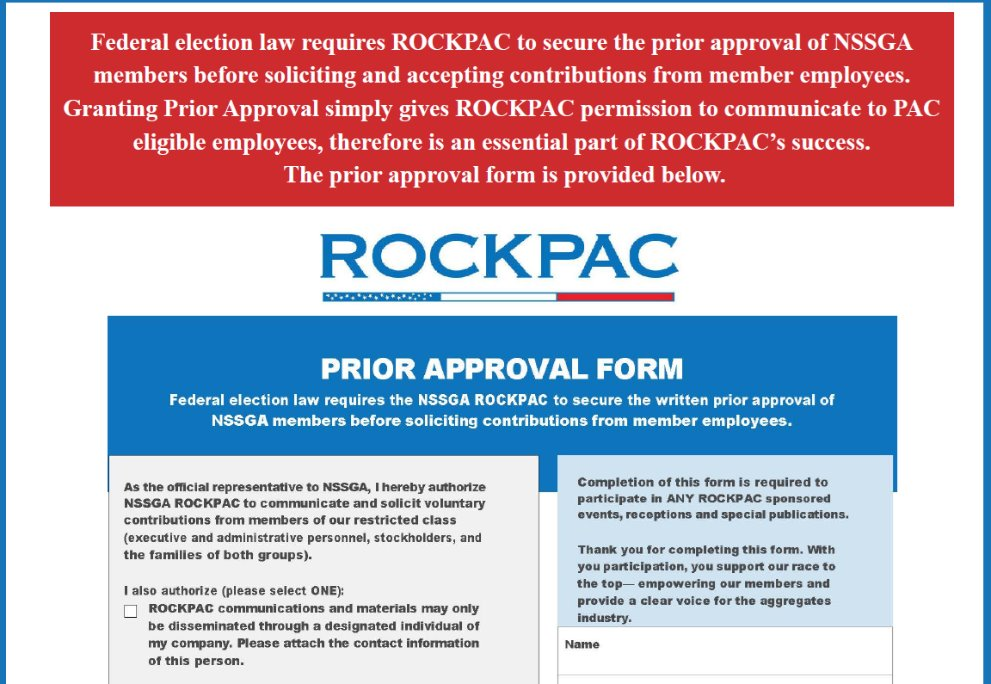 Federal election law requires ROCKPAC to secure the prior approval of NSSGA
members before soliciting and accepting contributions from member employees.
Granting Prior Approval simply gives ROCKPAC permission to communicate to PAC
eligible employees, therefore is an essential part of ROCKPAC’s success.
The prior approval form is provided below.
ROCKPAC
PRIOR APPROVAL FORM
Federal election law requires the NSSGA ROCKPAC to secure the written prior approval of
NSSGA members before soliciting contributions from member employees.
As the official representative to NSSGA, I hereby authorize
NSSGA ROCKPAC to communicate and solicit voluntary
contributions from members of our restricted class
(executive and administrative personnel, stockholders, and
the families of both groups).
I also authorize (please select ONE):
ROCKPAC communications and materials may only
be disseminated through a designated individual of
my company. Please attach the contact information
of this person.
Completion of this form is required to
participate in ANY ROCKPAC sponsored
events, receptions and special publications.
Thank you for completing this form. With
you participation, you support our race to
the top— empowering our members and
provide a clear voice for the aggregates
industry.
Name